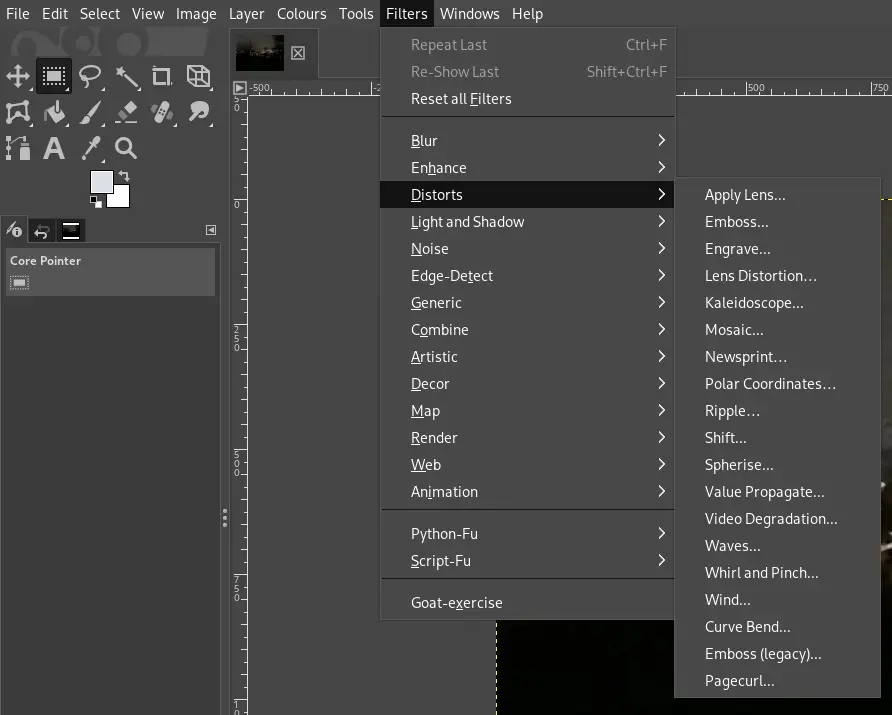 File Edit Select View Image Layer Colours Tools Filters Windows Help
Repeat Last Ctrl+F
Re-Show Last Shift+Ctrl+F
Reset all Filters
-500 500 750
0
250
500
750
Core Pointer
Blur
Enhance
Distorts
Light and Shadow
Noise
Edge-Detect
Generic
Combine
Artistic
Decor
Map
Render
Web
Animation
Python-Fu
Script-Fu
Goat-exercise
Apply Lens...
Emboss...
Engrave...
Lens Distortion...
Kaleidoscope...
Mosaic...
Newsprint...
Polar Coordinates...
Ripple...
Shift...
Spherise...
Value Propagate...
Video Degradation...
Waves...
Whirl and Pinch...
Wind...
Curve Bend...
Emboss (legacy)...
Pagecurl...